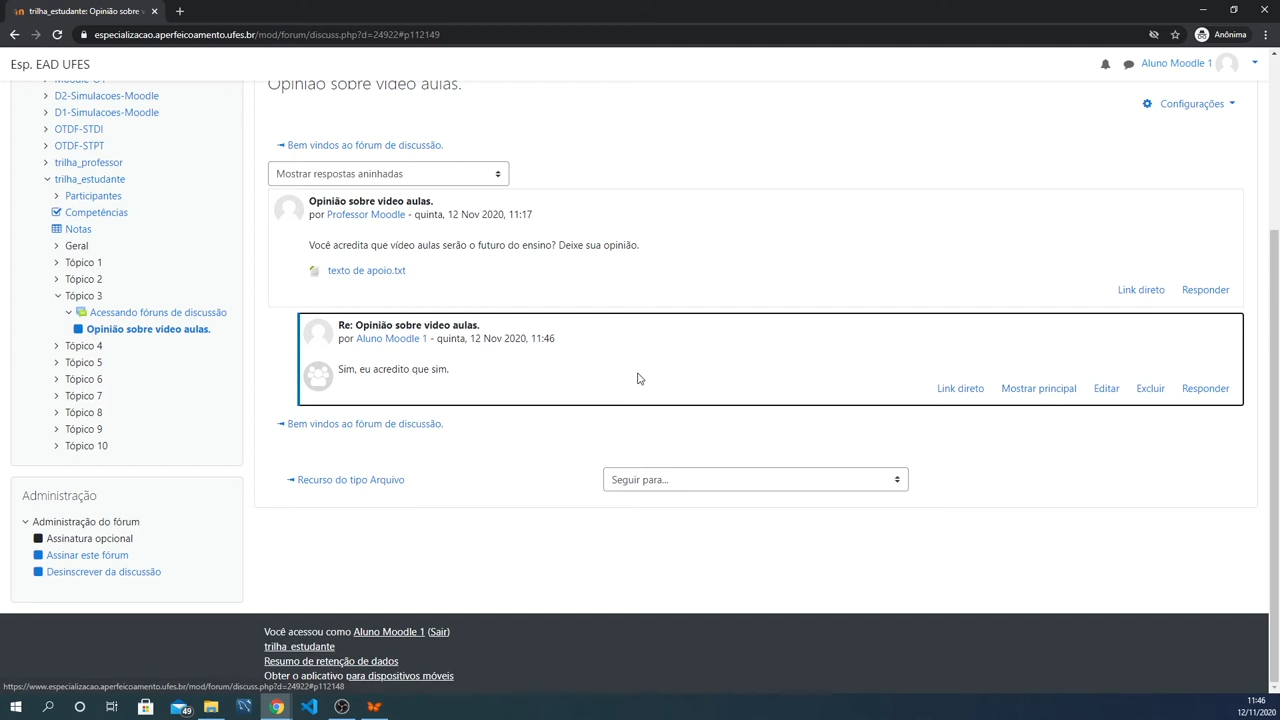 trilha_estudante: Opinião sobre v
especializacao.aperfeicoamento.ufes.br/mod/forum/discuss.php?d=24922#p112149
Anônima
Esp. EAD UFES
Aluno Moodle 1
D2-Simulacoes-Moodle
D1-Simulacoes-Moodle
OTDF-STDI
OTDF-STPT
trilha_professor
trilha_estudante
Participantes
Competências
Notas
Geral
Tópico 1
Tópico 2
Tópico 3
Acessando fóruns de discussão
Opinião sobre video aulas.
Tópico 4
Tópico 5
Tópico 6
Tópico 7
Tópico 8
Tópico 9
Tópico 10
Administração
Administração do fórum
Assinatura opcional
Assinar este fórum
Desinscrever da discussão
Opinião sobre video aulas.
Configurações
◄ Bem vindos ao fórum de discussão.
Mostrar respostas aninhadas
Opinião sobre video aulas.
por Professor Moodle - quinta, 12 Nov 2020, 11:17
Você acredita que vídeo aulas serão o futuro do ensino? Deixe sua opinião.
texto de apoio.txt
Link direto Responder
Re: Opinião sobre video aulas.
por Aluno Moodle 1 - quinta, 12 Nov 2020, 11:46
Sim, eu acredito que sim.
Link direto Mostrar principal Editar Excluir Responder
◄ Bem vindos ao fórum de discussão.
◄ Recurso do tipo Arquivo
Seguir para...
Você acessou como Aluno Moodle 1 (Sair)
trilha_estudante
Resumo de retenção de dados
Obter o aplicativo para dispositivos móveis
https://www.especializacao.aperfeicoamento.ufes.br/mod/forum/discuss.php?d=24922#p112148
49
11:46
12/11/2020